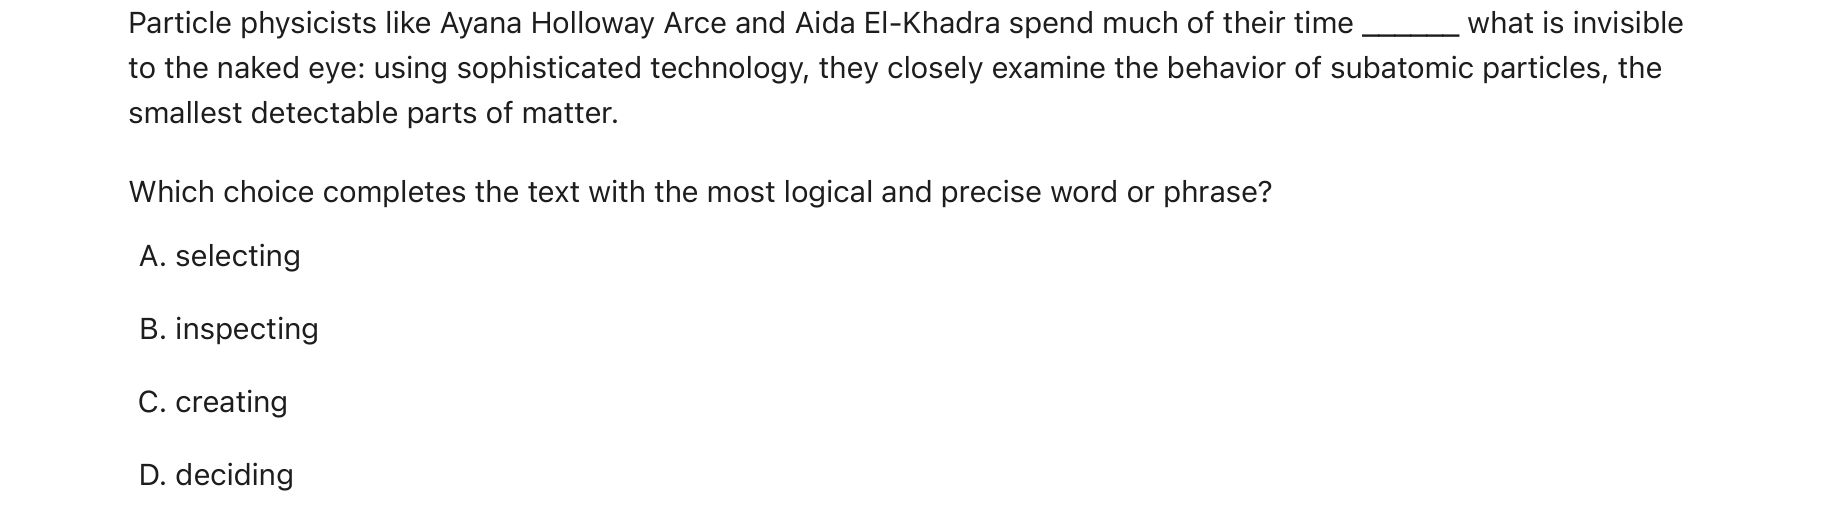 Particle physicists like Ayana Holloway Arce and Aida El-Khadra spend much of their time ______ what is invisible
to the naked eye: using sophisticated technology, they closely examine the behavior of subatomic particles, the
smallest detectable parts of matter.
Which choice completes the text with the most logical and precise word or phrase?
A. selecting
B. inspecting
C. creating
D. deciding